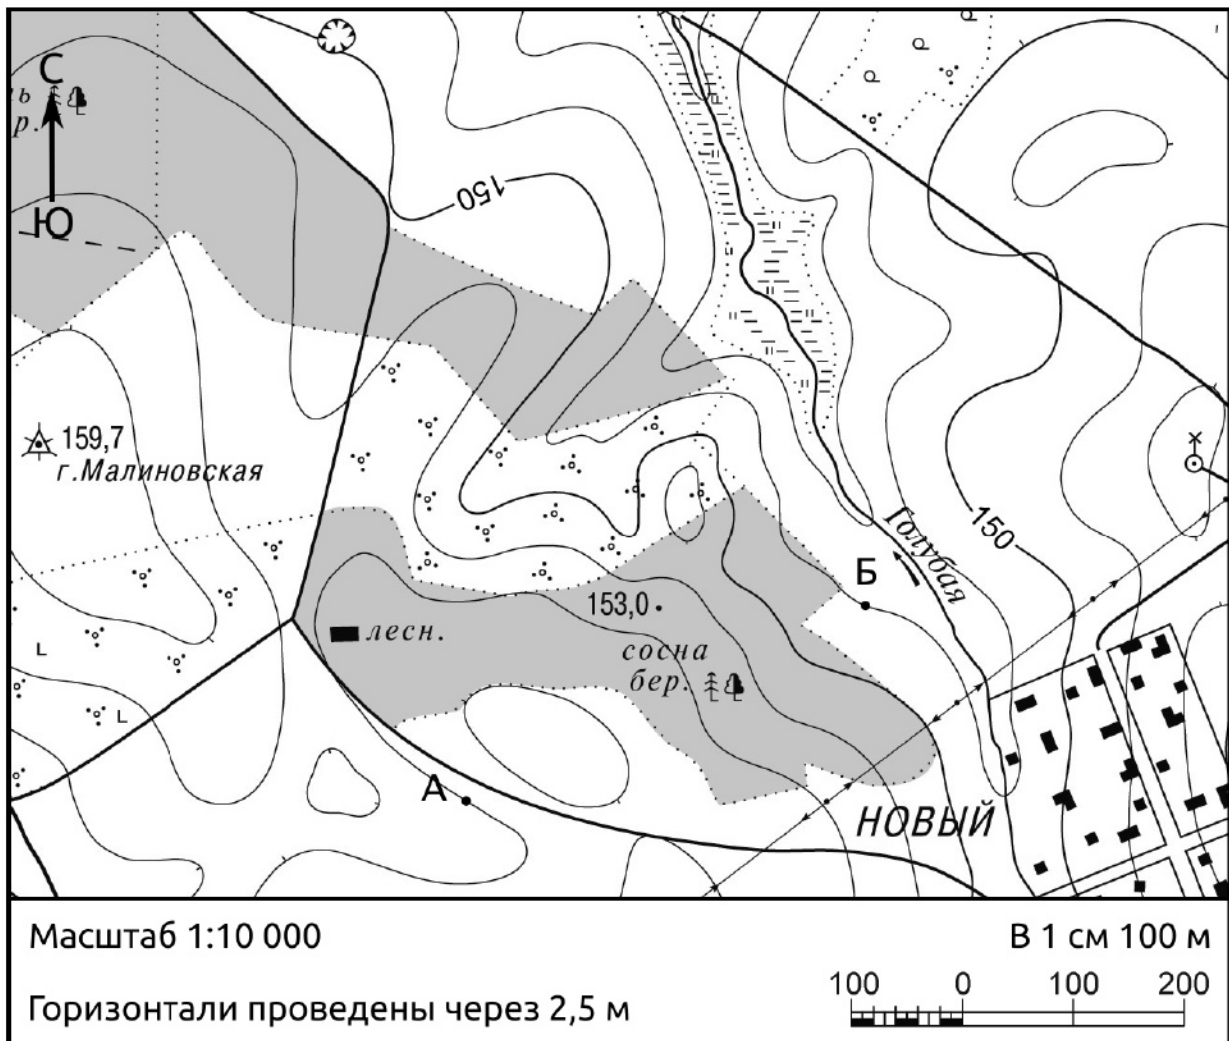 С
ь
р.
Ю
150
159,7
г.Малиновская
Голубая
150
Б
153,0
лесн.
сосна
бер.
А
НОВЫЙ
Масштаб 1:10 000
В 1 см 100 м
100 0 100 200
Горизонтали проведены через 2,5 м